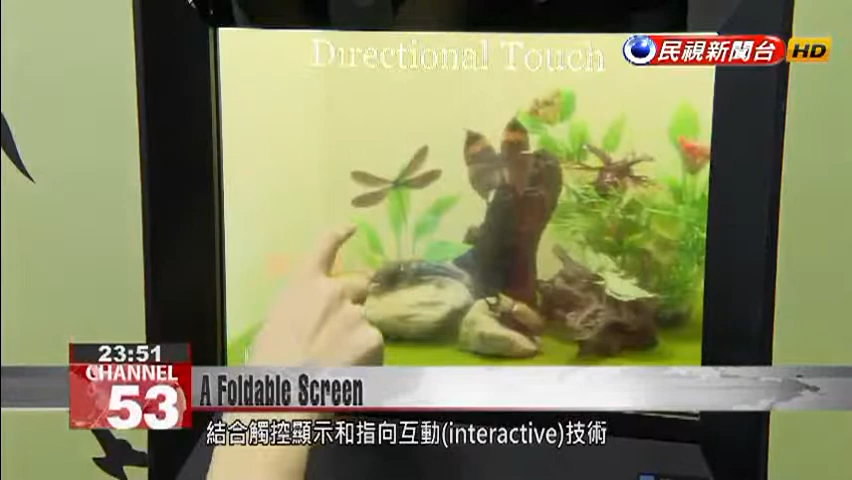 Directional Touch
民視新聞台 HD
23:51
CHANNEL
53
A Foldable Screen
結合觸控顯示和指向互動(interactive)技術